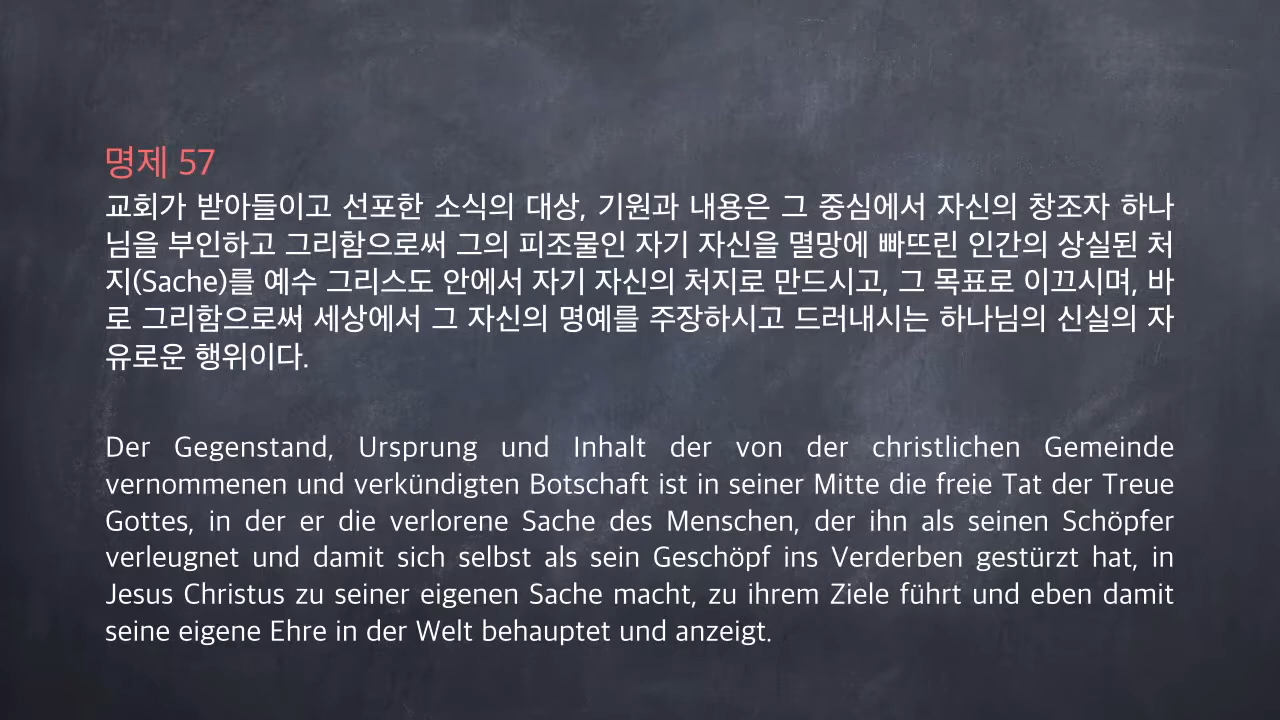 명제 57
교회가 받아들이고 선포한 소식의 대상, 기원과 내용은 그 중심에서 자신의 창조자 하나
님을 부인하고 그리함으로써 그의 피조물인 자기 자신을 멸망에 빠뜨린 인간의 상실된 처
지(Sache)를 예수 그리스도 안에서 자기 자신의 처지로 만드시고, 그 목표로 이끄시며, 바
로 그리함으로써 세상에서 그 자신의 명예를 주장하시고 드러내시는 하나님의 신실의 자
유로운 행위이다.
Der Gegenstand, Ursprung und Inhalt der von der christlichen Gemeinde
vernommenen und verkündigten Botschaft ist in seiner Mitte die freie Tat der Treue
Gottes, in der er die verlorene Sache des Menschen, der ihn als seinen Schöpfer
verleugnet und damit sich selbst als sein Geschöpf ins Verderben gestürzt hat, in
Jesus Christus zu seiner eigenen Sache macht, zu ihrem Ziele führt und eben damit
seine eigene Ehre in der Welt behauptet und anzeigt.